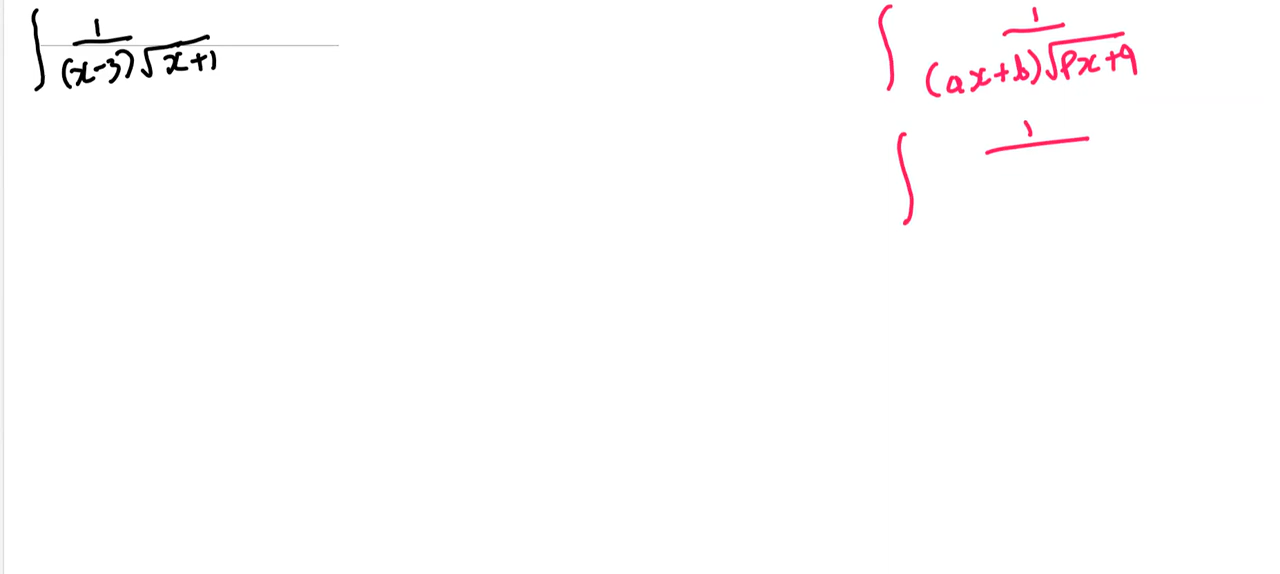 ∫ 1/((x-3)√(x+1))
∫ 1/((ax+b)√(px+q))
∫ 1/